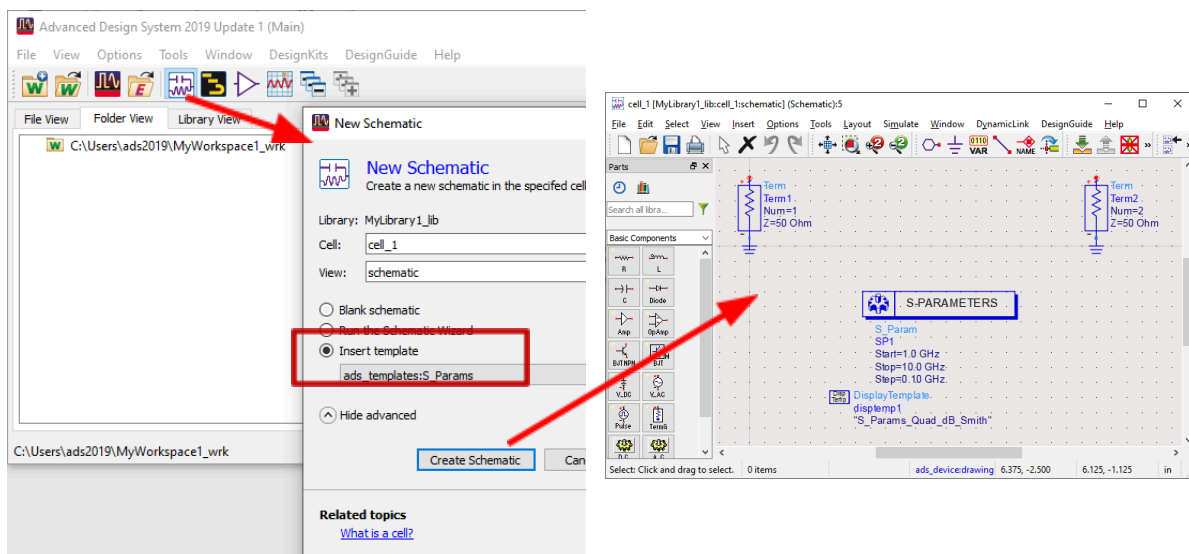 Advanced Design System 2019 Update 1 (Main)
File View Options Tools Window DesignKits DesignGuide Help
W W E
File View Folder View Library View
W C:\Users\ads2019\MyWorkspace1_wrk
C:\Users\ads2019\MyWorkspace1_wrk
New Schematic
New Schematic
Create a new schematic in the specifed cell
Library: MyLibrary1_lib
Cell: cell_1
View: schematic
Blank schematic
Run the Schematic Wizard
Insert template
ads_templates:S_Params
Hide advanced
Create Schematic Can
Related topics
What is a cell?
cell_1 [MyLibrary1_lib:cell_1:schematic] (Schematic):5
File Edit Select View Insert Options Tools Layout Simulate Window DynamicLink DesignGuide Help
VAR NAME
Parts
Search all libra...
Basic Components
R L
C Diode
Amp OpAmp
BJTNPN BJT
V_DC V_AC
Pulse TermG
D C A C
Term
Term1
Num=1
Z=50 Ohm
Term
Term2
Num=2
Z=50 Ohm
S-PARAMETERS
S_Param
SP1
Start=1.0 GHz
Stop=10.0 GHz
Step=0.10 GHz
Disp Temp DisplayTemplate
disptemp1
"S_Params_Quad_dB_Smith"
Select: Click and drag to select. 0 items ads_device:drawing 6.375, -2.500 6.125, -1.125 in